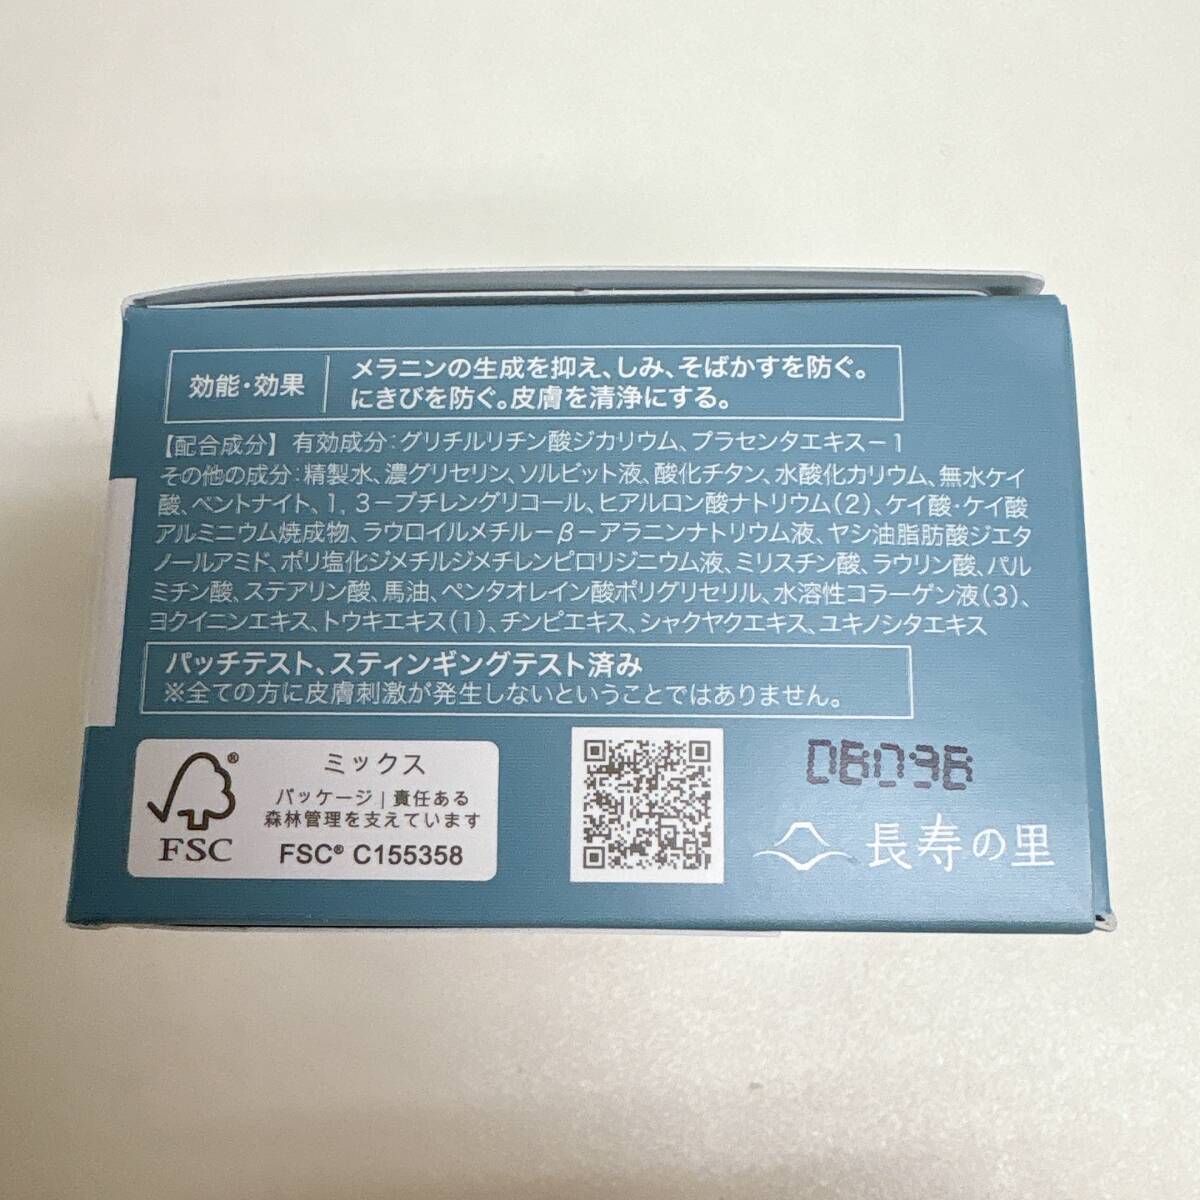 効能・効果
メラニンの生成を抑え、しみ、そばかすを防ぐ。
にきびを防ぐ。皮膚を清浄にする。
【配合成分】有効成分:グリチルリチン酸ジカリウム、プラセンタエキス-1
その他の成分:精製水、濃グリセリン、ソルビット液、酸化チタン、水酸化カリウム、無水ケイ
酸、ベントナイト、1,3-ブチレングリコール、ヒアルロン酸ナトリウム(2)、ケイ酸・ケイ酸
アルミニウム焼成物、ラウロイルメチル-β-アラニンナトリウム液、ヤシ油脂肪酸ジエタ
ノールアミド、ポリ塩化ジメチルジメチレンピロリジニウム液、ミリスチン酸、ラウリン酸、パル
ミチン酸、ステアリン酸、馬油、ペンタオレイン酸ポリグリセリル、水溶性コラーゲン液(3)、
ヨクイニンエキス、トウキエキス(1)、チンピエキス、シャクヤクエキス、ユキノシタエキス
パッチテスト、スティンギングテスト済み
※全ての方に皮膚刺激が発生しないということではありません。
FSC®
ミックス
パッケージ|責任ある
森林管理を支えています
FSC® C155358
長寿の里